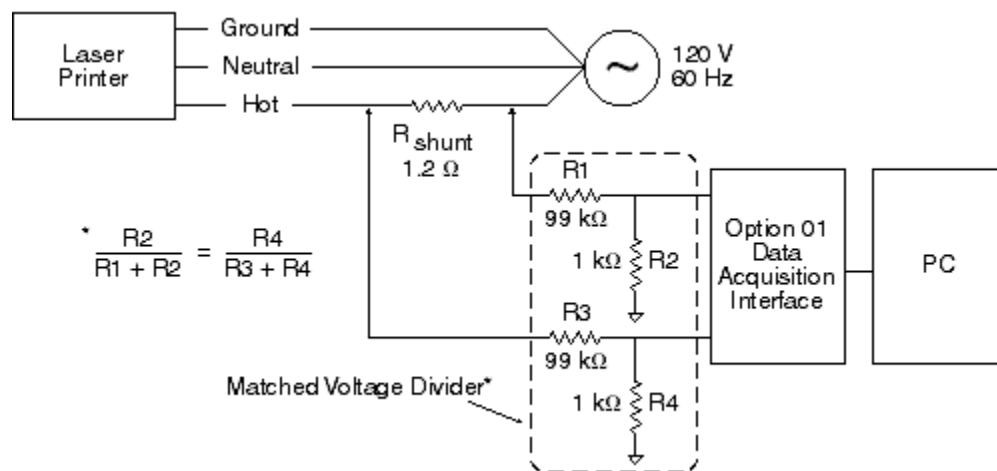 Laser
Printer
Ground
Neutral
Hot
~
120 V
60 Hz
R shunt
1.2 Ω
R1
99 kΩ
1 kΩ R2
R3
99 kΩ
1 kΩ R4
Option 01
Data
Acquisition
Interface
PC
* R2 / R1 + R2 = R4 / R3 + R4
Matched Voltage Divider*